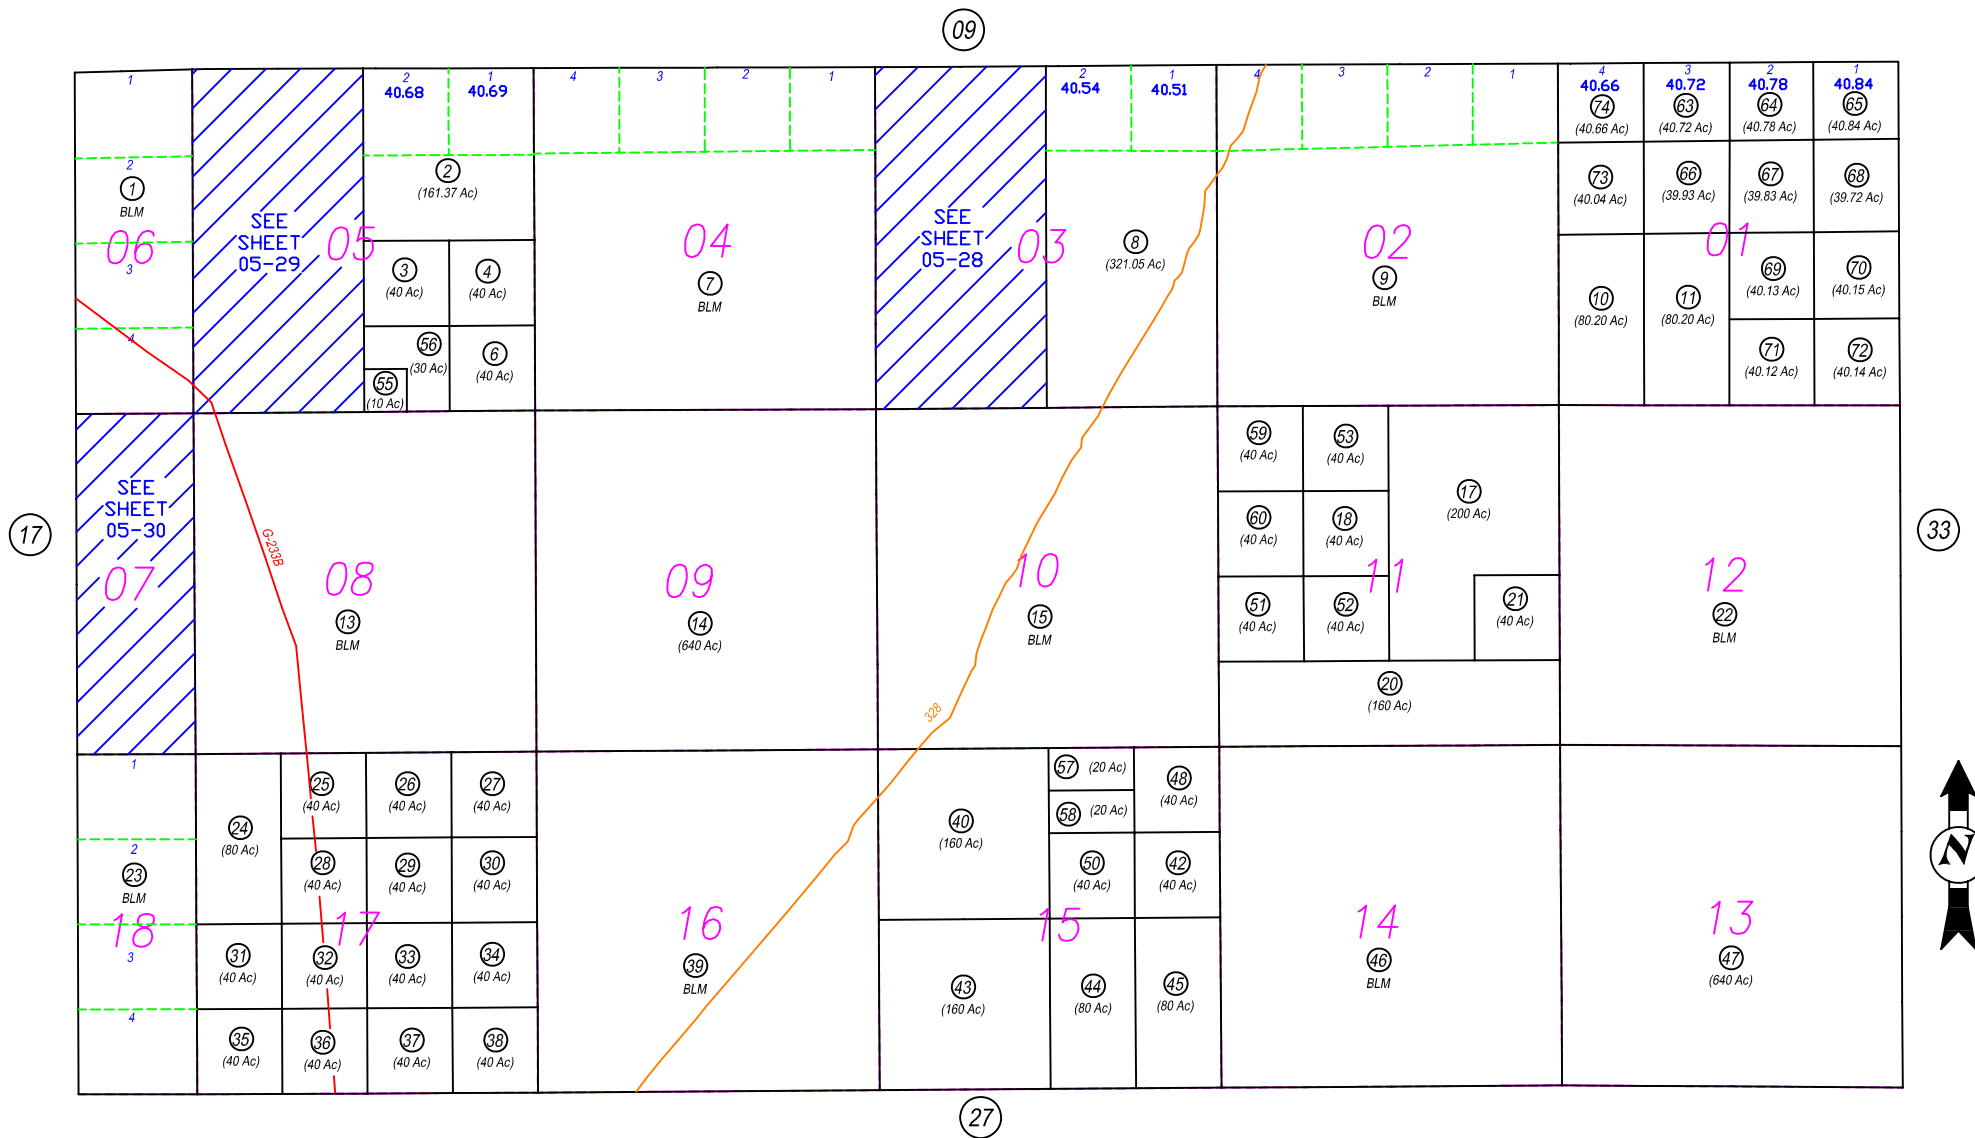 09
1
2
1
40.68
40.69
4
3
2
1
2
1
40.54
40.51
4
3
2
1
4
3
2
1
40.66
40.72
40.78
40.84
74
63
64
65
(40.66 Ac)
(40.72 Ac)
(40.78 Ac)
(40.84 Ac)
2
1
BLM
06
3
4
SEE
SHEET
05-29
05
2
(161.37 Ac)
3
(40 Ac)
4
(40 Ac)
56
(30 Ac)
55
(10 Ac)
6
(40 Ac)
04
7
BLM
SEE
SHEET
05-28
03
8
(321.05 Ac)
02
9
BLM
73
(40.04 Ac)
66
(39.93 Ac)
67
(39.83 Ac)
68
(39.72 Ac)
01
10
(80.20 Ac)
11
(80.20 Ac)
69
(40.13 Ac)
70
(40.15 Ac)
71
(40.12 Ac)
72
(40.14 Ac)
17
SEE
SHEET
05-30
07
G-233B
08
13
BLM
09
14
(640 Ac)
10
15
BLM
328
59
(40 Ac)
53
(40 Ac)
60
(40 Ac)
18
(40 Ac)
17
(200 Ac)
11
51
(40 Ac)
52
(40 Ac)
21
(40 Ac)
20
(160 Ac)
12
22
BLM
33
1
2
23
BLM
18
3
4
24
(80 Ac)
25
(40 Ac)
26
(40 Ac)
27
(40 Ac)
28
(40 Ac)
29
(40 Ac)
30
(40 Ac)
17
31
(40 Ac)
32
(40 Ac)
33
(40 Ac)
34
(40 Ac)
35
(40 Ac)
36
(40 Ac)
37
(40 Ac)
38
(40 Ac)
16
39
BLM
40
(160 Ac)
57 (20 Ac)
58 (20 Ac)
48
(40 Ac)
50
(40 Ac)
42
(40 Ac)
15
43
(160 Ac)
44
(80 Ac)
45
(80 Ac)
14
46
BLM
13
47
(640 Ac)
N
27